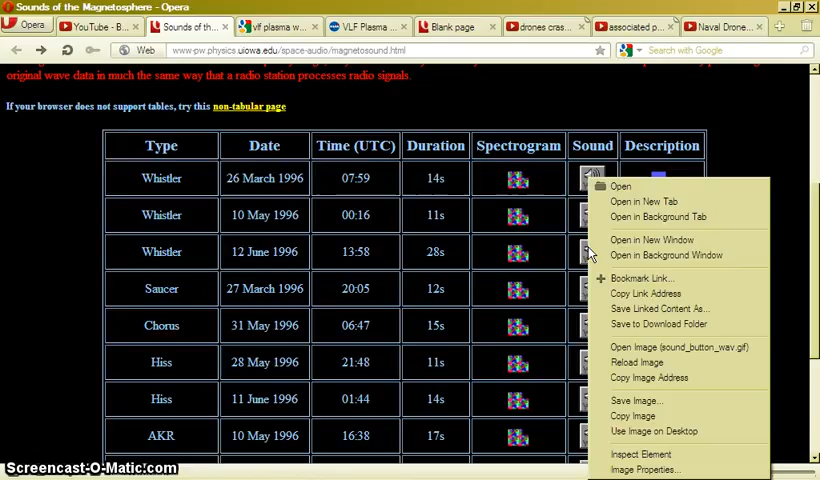 Sounds of the Magnetosphere - Opera
Opera
YouTube - B...
Sounds of the...
vlf plasma w...
VLF Plasma ...
Blank page
drones cras...
associated p...
Naval Drone...
Web
www-pw.physics.uiowa.edu/space-audio/magnetosound.html
Search with Google
original wave data in much the same way that a radio station processes radio signals.
If your browser does not support tables, try this non-tabular page
Type Date Time (UTC) Duration Spectrogram Sound Description
Whistler 26 March 1996 07:59 14s
Whistler 10 May 1996 00:16 11s
Whistler 12 June 1996 13:58 28s
Saucer 27 March 1996 20:05 12s
Chorus 31 May 1996 06:47 15s
Hiss 28 May 1996 21:48 11s
Hiss 11 June 1996 01:44 14s
AKR 10 May 1996 16:38 17s
Open
Open in New Tab
Open in Background Tab
Open in New Window
Open in Background Window
Bookmark Link...
Copy Link Address
Save Linked Content As...
Save to Download Folder
Open Image (sound_button_wav.gif)
Reload Image
Copy Image Address
Save Image...
Copy Image
Use Image on Desktop
Inspect Element
Image Properties...
Screencast-O-Matic.com